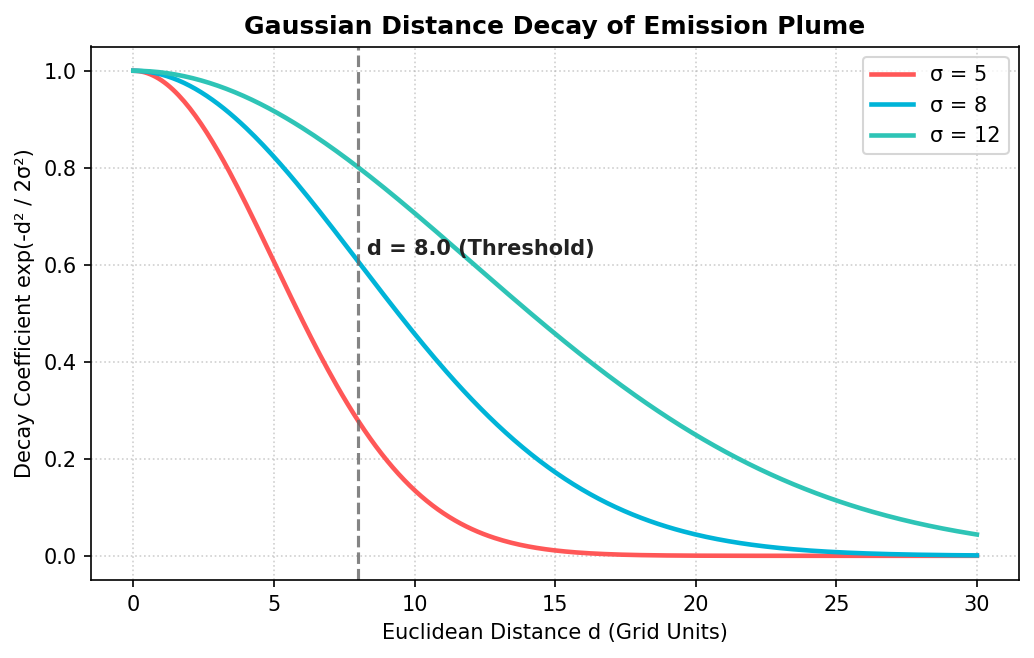 Gaussian Distance Decay of Emission Plume
Decay Coefficient exp(-d² / 2σ²)
1.0
0.8
0.6
0.4
0.2
0.0
σ = 5
σ = 8
σ = 12
d = 8.0 (Threshold)
0 5 10 15 20 25 30
Euclidean Distance d (Grid Units)